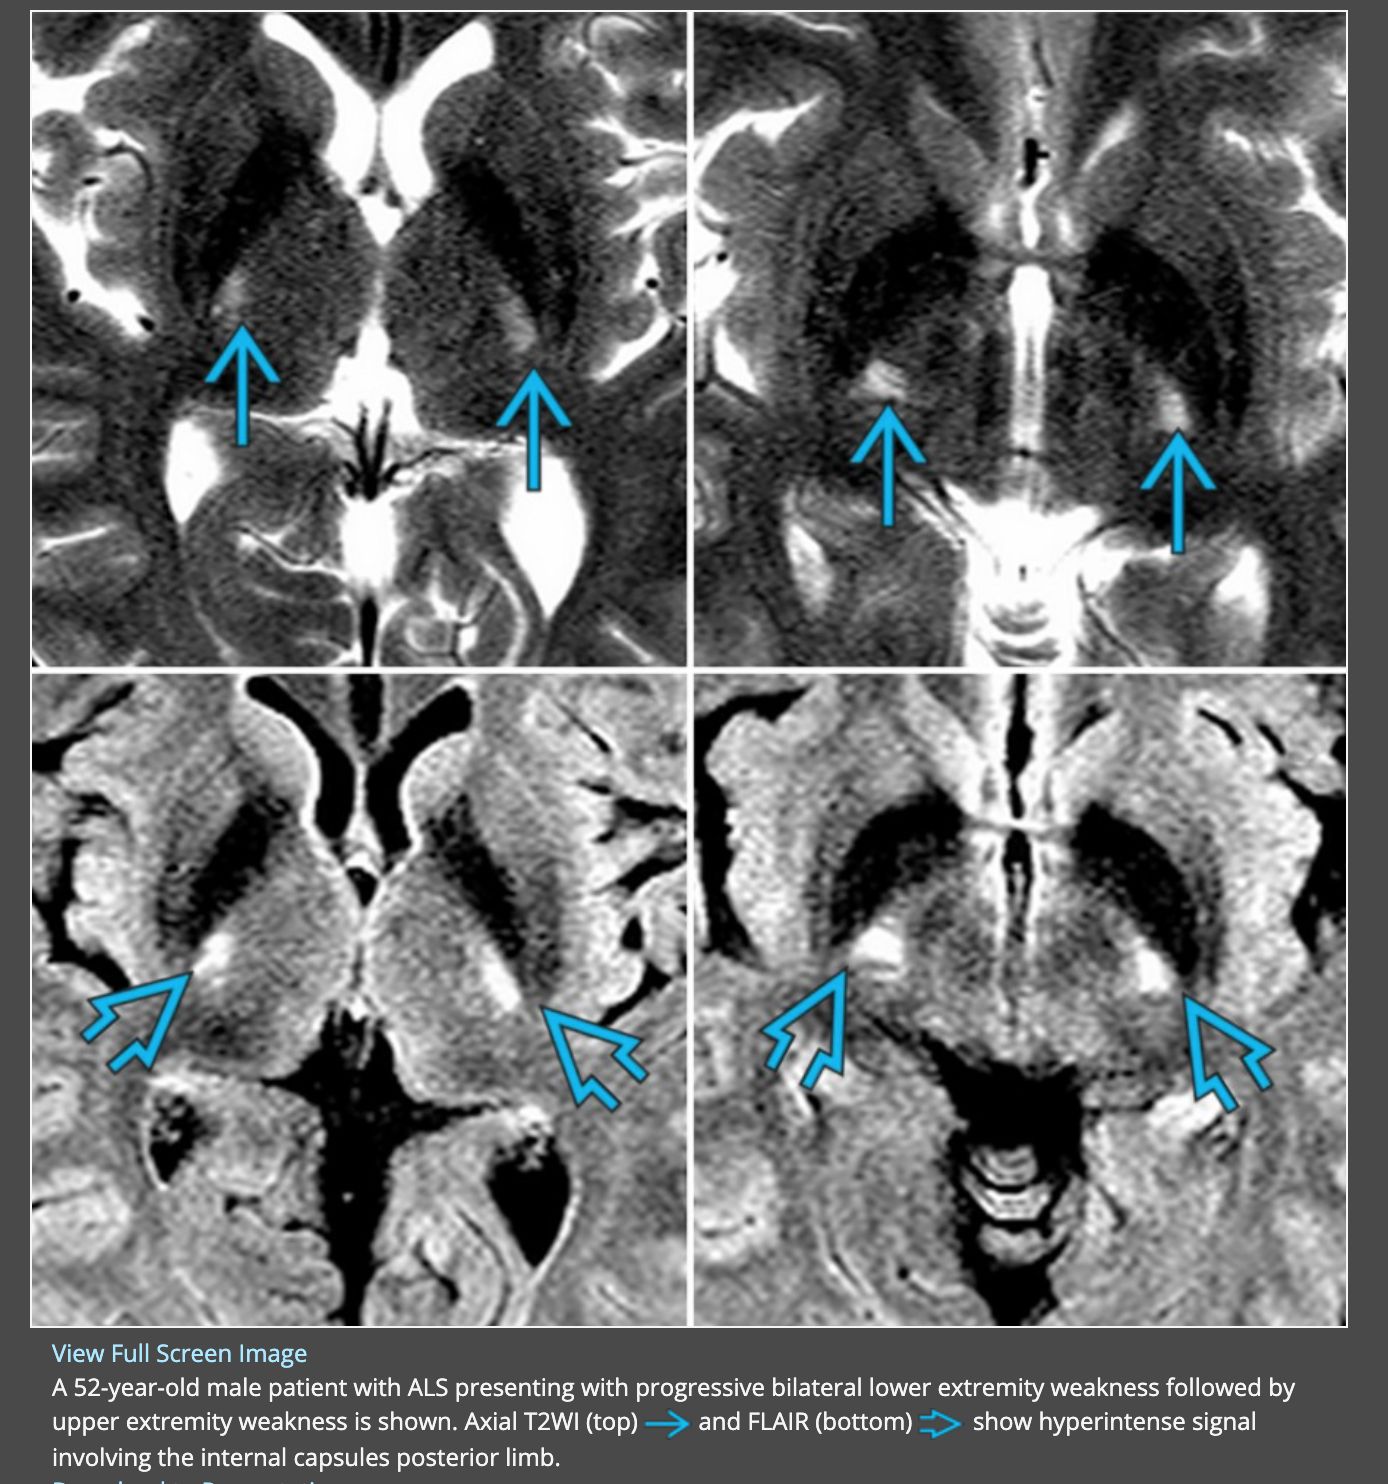 View Full Screen Image
A 52-year-old male patient with ALS presenting with progressive bilateral lower extremity weakness followed by
upper extremity weakness is shown. Axial T2WI (top) and FLAIR (bottom) show hyperintense signal
involving the internal capsules posterior limb.